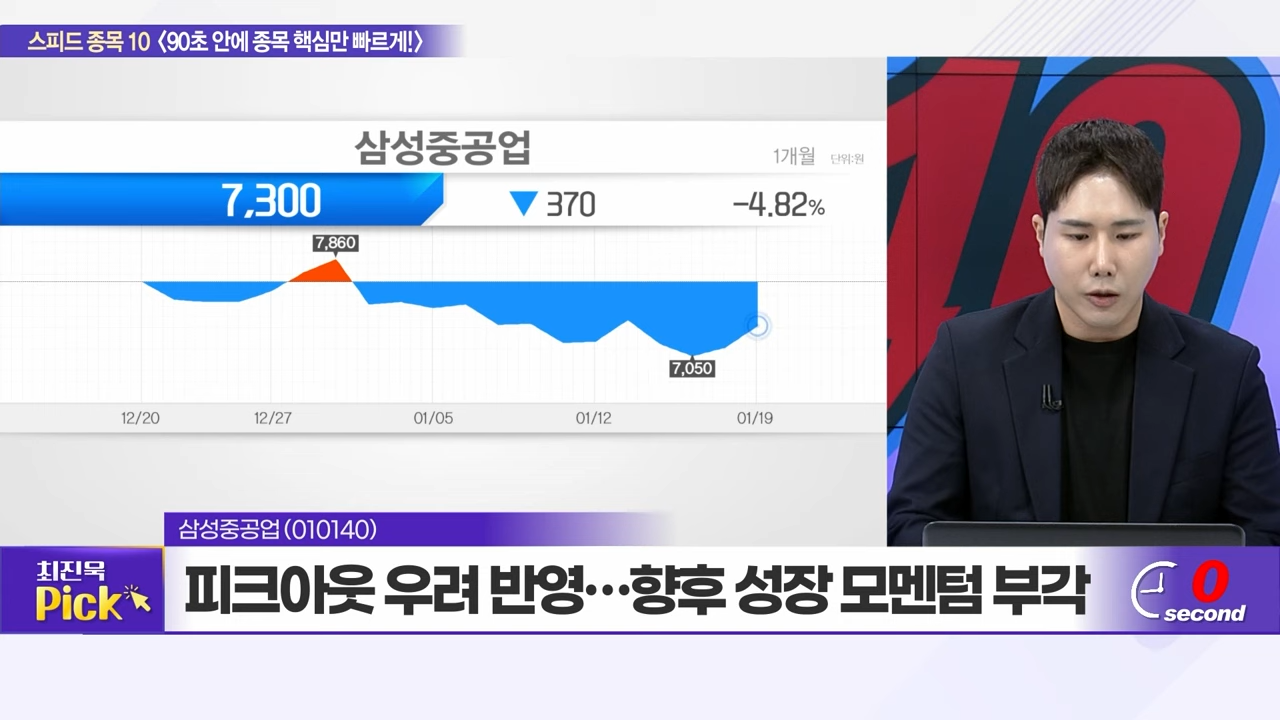 스피드 종목 10 〈90초 안에 종목 핵심만 빠르게!〉
삼성중공업
1개월 단위:원
7,300 ▼ 370 -4.82%
7,860
7,050
12/20 12/27 01/05 01/12 01/19
10
삼성중공업(010140)
최진묵
Pick
피크아웃 우려 반영…향후 성장 모멘텀 부각
0
second